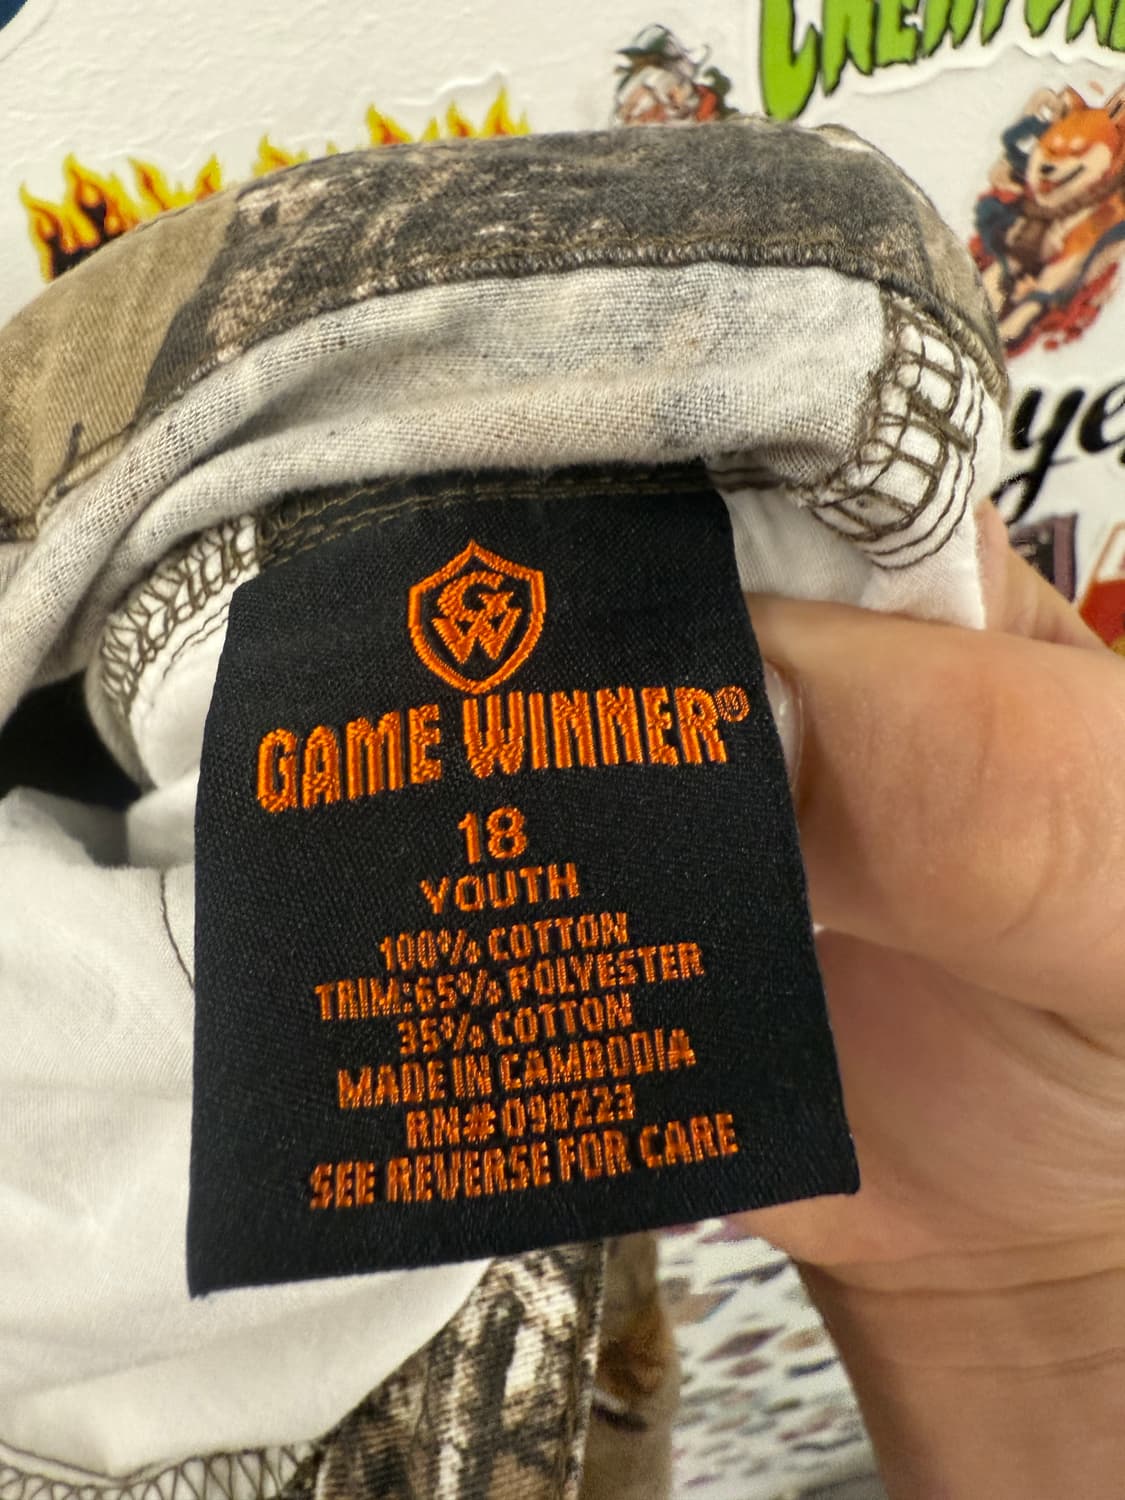 GW
GAME WINNER®
18
YOUTH
100% COTTON
TRIM:65% POLYESTER
35% COTTON
MADE IN CAMBODIA
RN# 098223
SEE REVERSE FOR CARE